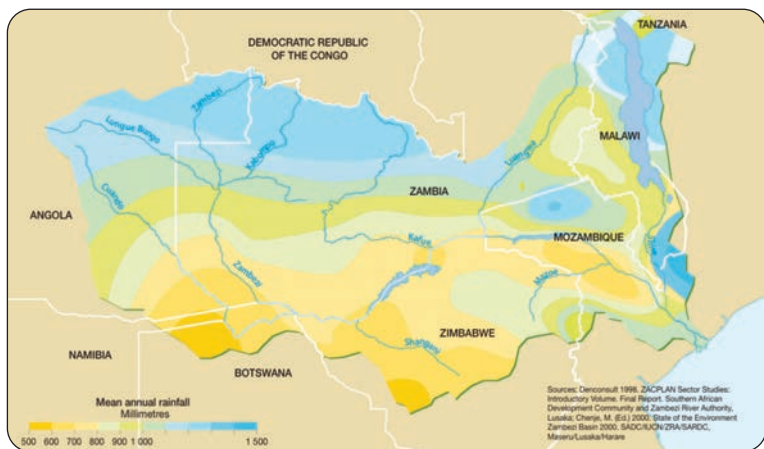 TANZANIA
DEMOCRATIC REPUBLIC
OF THE CONGO
Zambezi
Lungue Bungo
Kabompo
Luangwa
MALAWI
Cuando
ZAMBIA
ANGOLA
MOZAMBIQUE
Kafue
Shire
Zambezi
Mazoe
ZIMBABWE
Shangani
NAMIBIA
BOTSWANA
Mean annual rainfall
Millimetres
500 600 700 800 900 1 000 1 500
Sources: Denconsult 1998. ZACPLAN Sector Studies:
Introductory Volume. Final Report. Southern African
Development Community and Zambezi River Authority,
Lusaka; Chenje, M. (Ed.) 2000. State of the Environment
Zambezi Basin 2000, SADC/IUCN/ZRA/SARDC,
Maseru/Lusaka/Harare